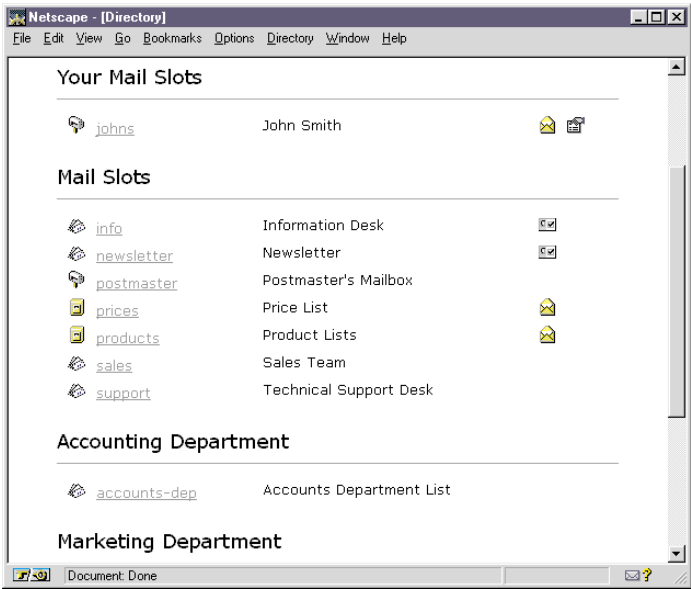 Netscape - [Directory]
File Edit View Go Bookmarks Options Directory Window Help
Your Mail Slots
johns John Smith
Mail Slots
info Information Desk
newsletter Newsletter
postmaster Postmaster's Mailbox
prices Price List
products Product Lists
sales Sales Team
support Technical Support Desk
Accounting Department
accounts-dep Accounts Department List
Marketing Department
Document: Done